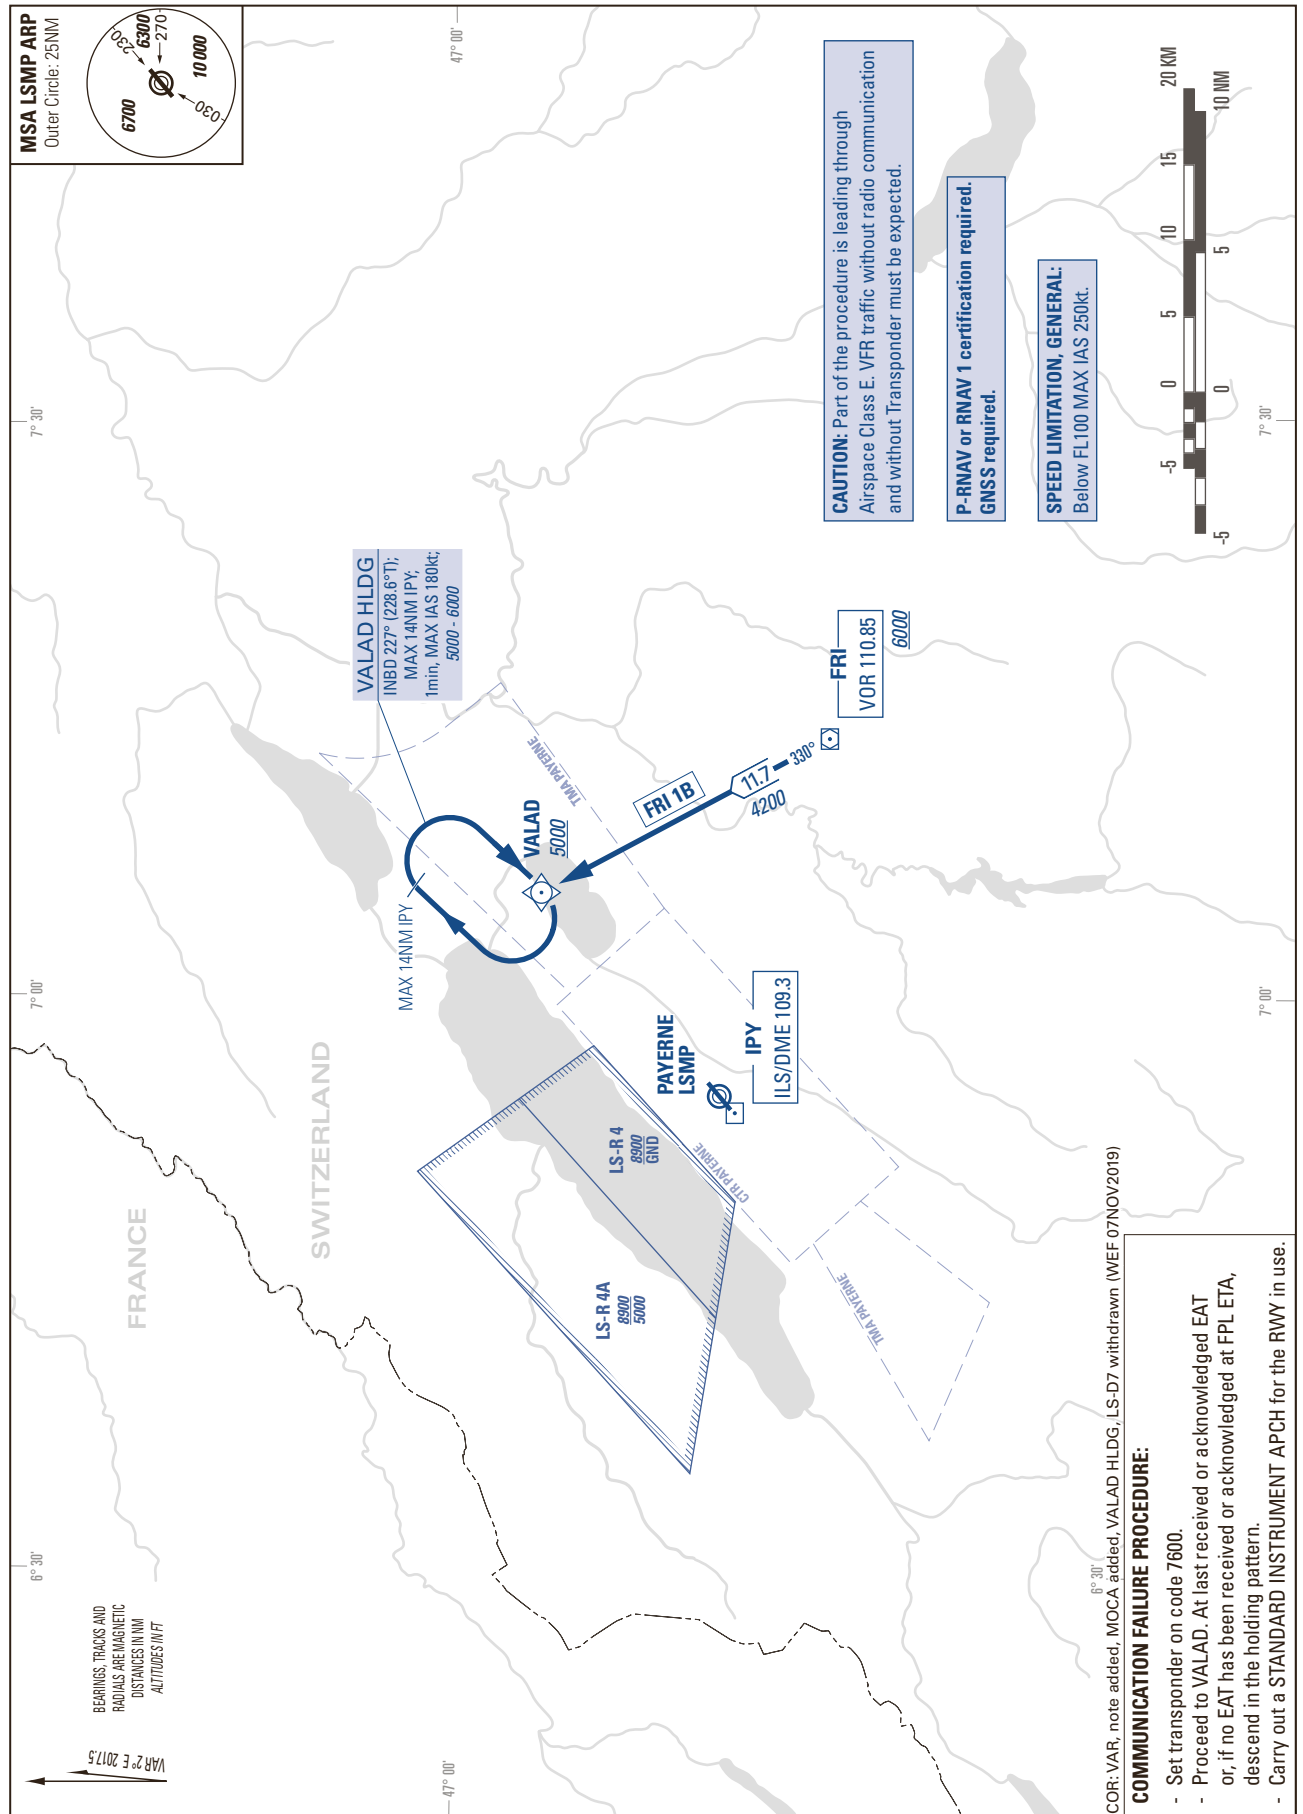 BEARINGS, TRACKS AND
RADIALS ARE MAGNETIC
DISTANCES IN NM
ALTITUDES IN FT
VAR 2° E 2017.5
6° 30'
7° 00'
7° 30'
MSA LSMP ARP
Outer Circle: 25NM
6700
230
6300
270
10 000
030
FRANCE
SWITZERLAND
47° 00'
47° 00'
VALAD HLDG
INBD 227° (228.6°T);
MAX 14NM IPY;
1min, MAX IAS 180kt;
5000 - 6000
MAX 14NM IPY
VALAD
5000
TMA PAYERNE
LS-R 4A
8900
5000
LS-R 4
8900
GND
PAYERNE
LSMP
CTR PAYERNE
IPY
ILS/DME 109.3
FRI 1B
11.7
4200
330°
FRI
VOR 110.85
6000
TMA PAYERNE
CAUTION: Part of the procedure is leading through
Airspace Class E. VFR traffic without radio communication
and without Transponder must be expected.
P-RNAV or RNAV 1 certification required.
GNSS required.
SPEED LIMITATION, GENERAL:
Below FL100 MAX IAS 250kt.
-5 0 5 10 15 20 KM
-5 0 5 10 NM
6° 30'
7° 00'
7° 30'
COR: VAR, note added, MOCA added, VALAD HLDG, LS-D7 withdrawn (WEF 07NOV2019)
COMMUNICATION FAILURE PROCEDURE:
- Set transponder on code 7600.
- Proceed to VALAD. At last received or acknowledged EAT
or, if no EAT has been received or acknowledged at FPL ETA,
descend in the holding pattern.
- Carry out a STANDARD INSTRUMENT APCH for the RWY in use.